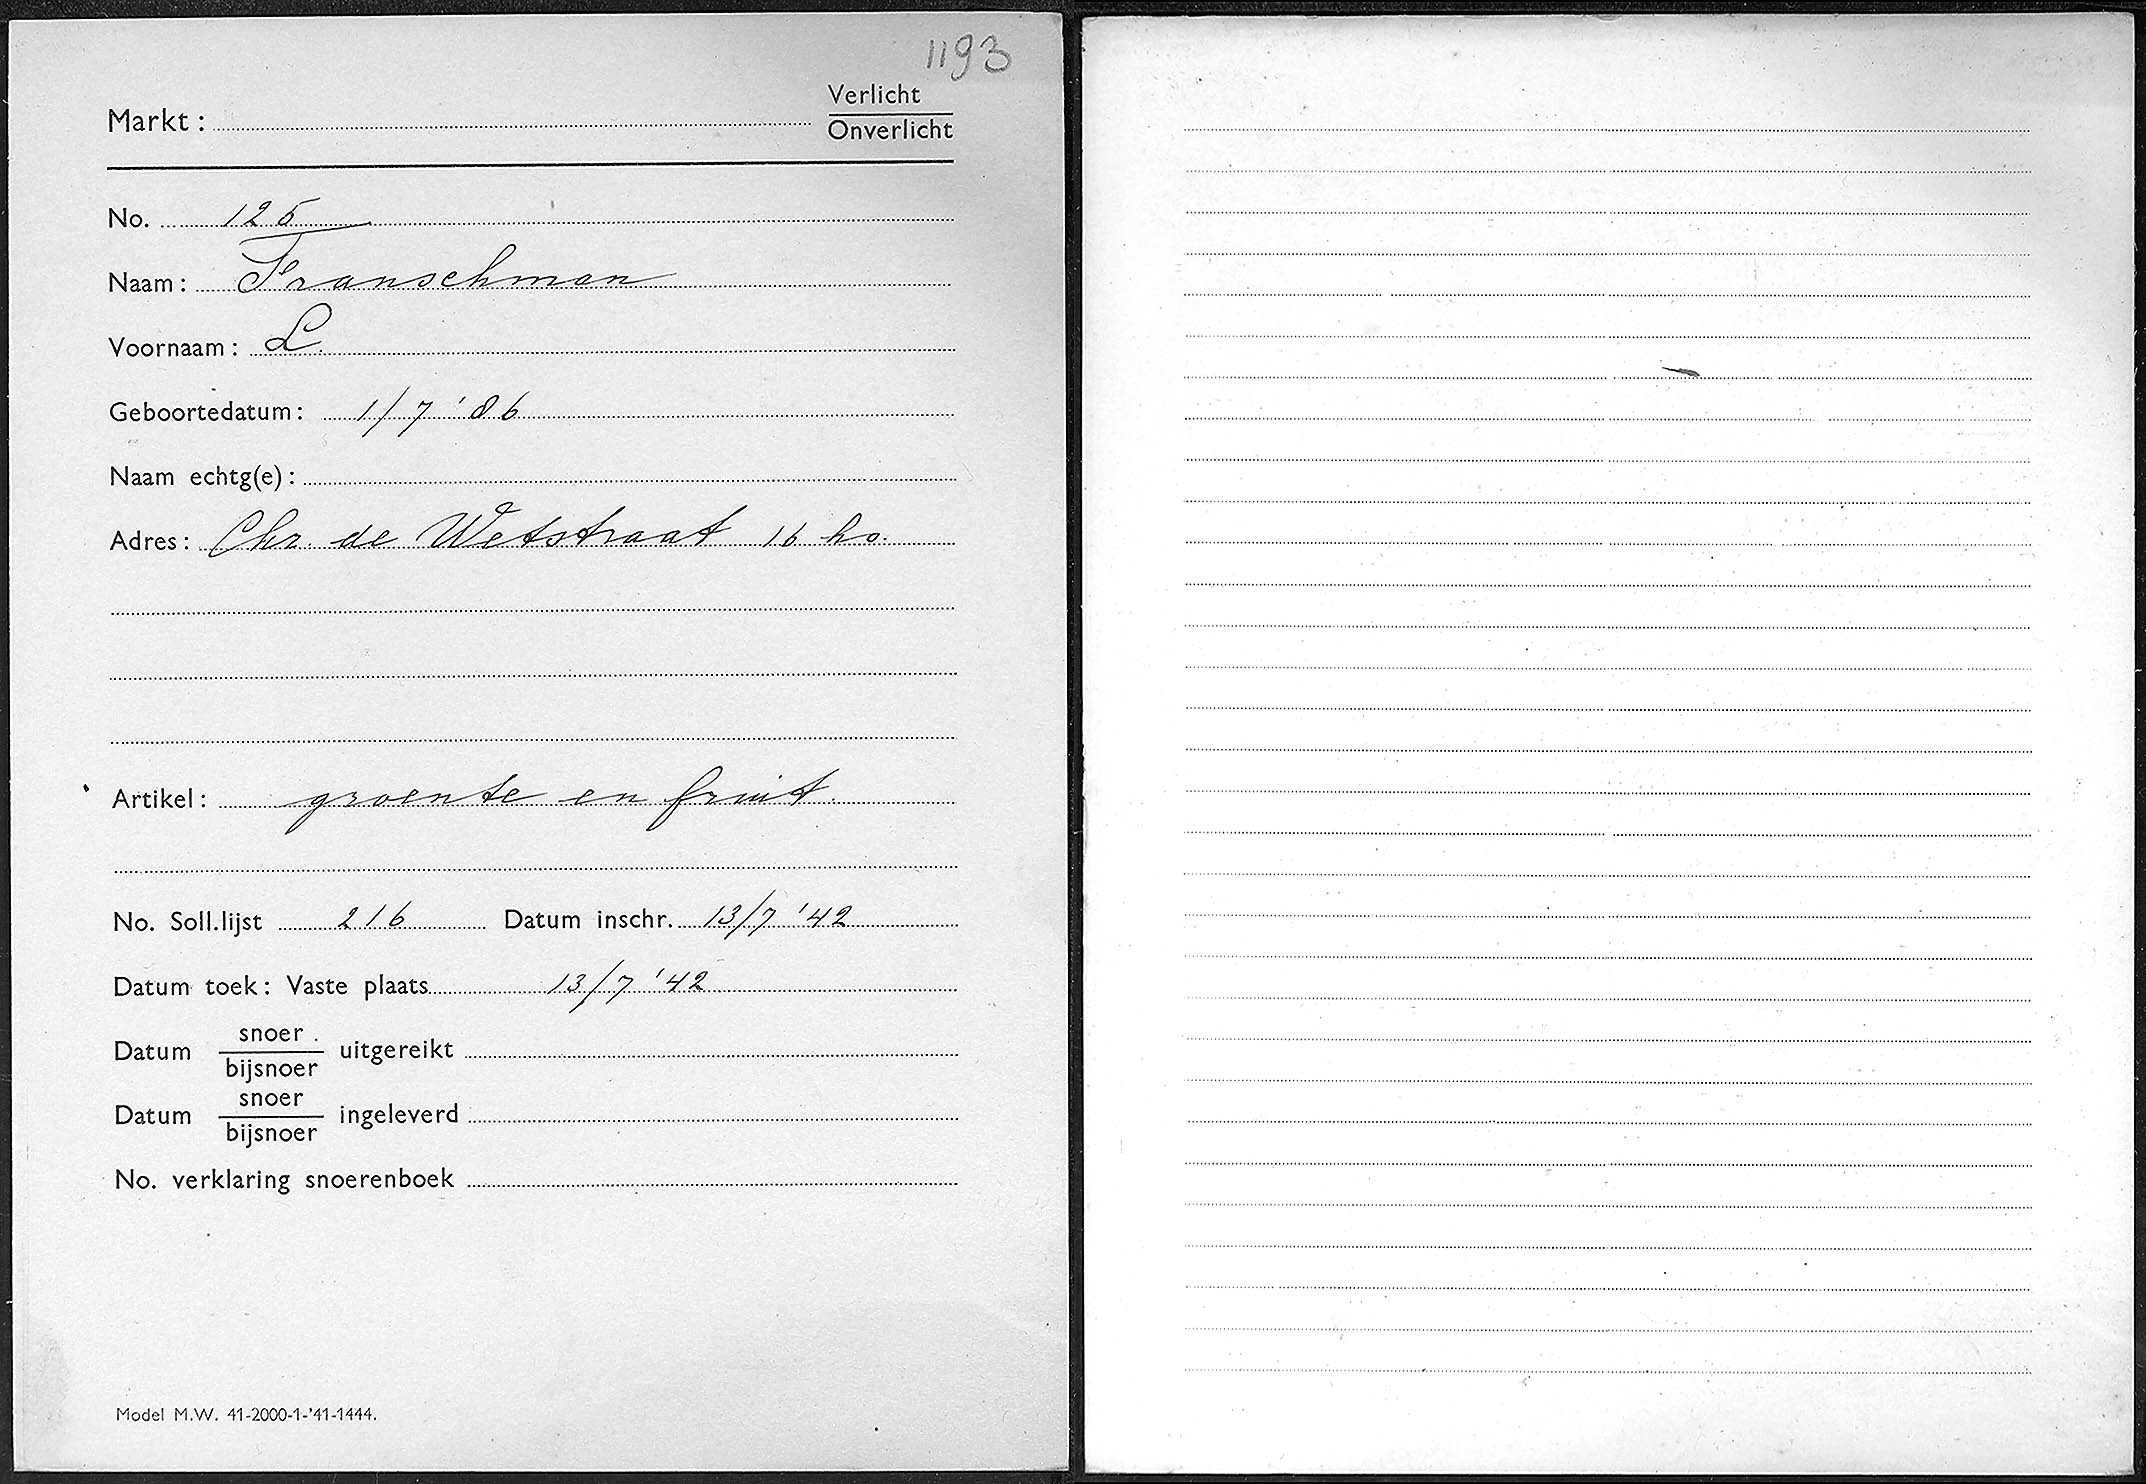 1193
Markt :
Verlicht
Onverlicht
No. 125
Naam : Franschman
Voornaam : L.
Geboortedatum : 1/7 '86
Naam echtg(e) :
Adres : Chr. de Wetstraat 16 hs.
Artikel : groente en fruit.
No. Soll.lijst 216 Datum inschr. 13/7 '42
Datum toek : Vaste plaats 13/7 '42
Datum snoer / bijsnoer uitgereikt
Datum snoer / bijsnoer ingeleverd
No. verklaring snoerenboek
Model M.W. 41-2000-1-'41-1444.